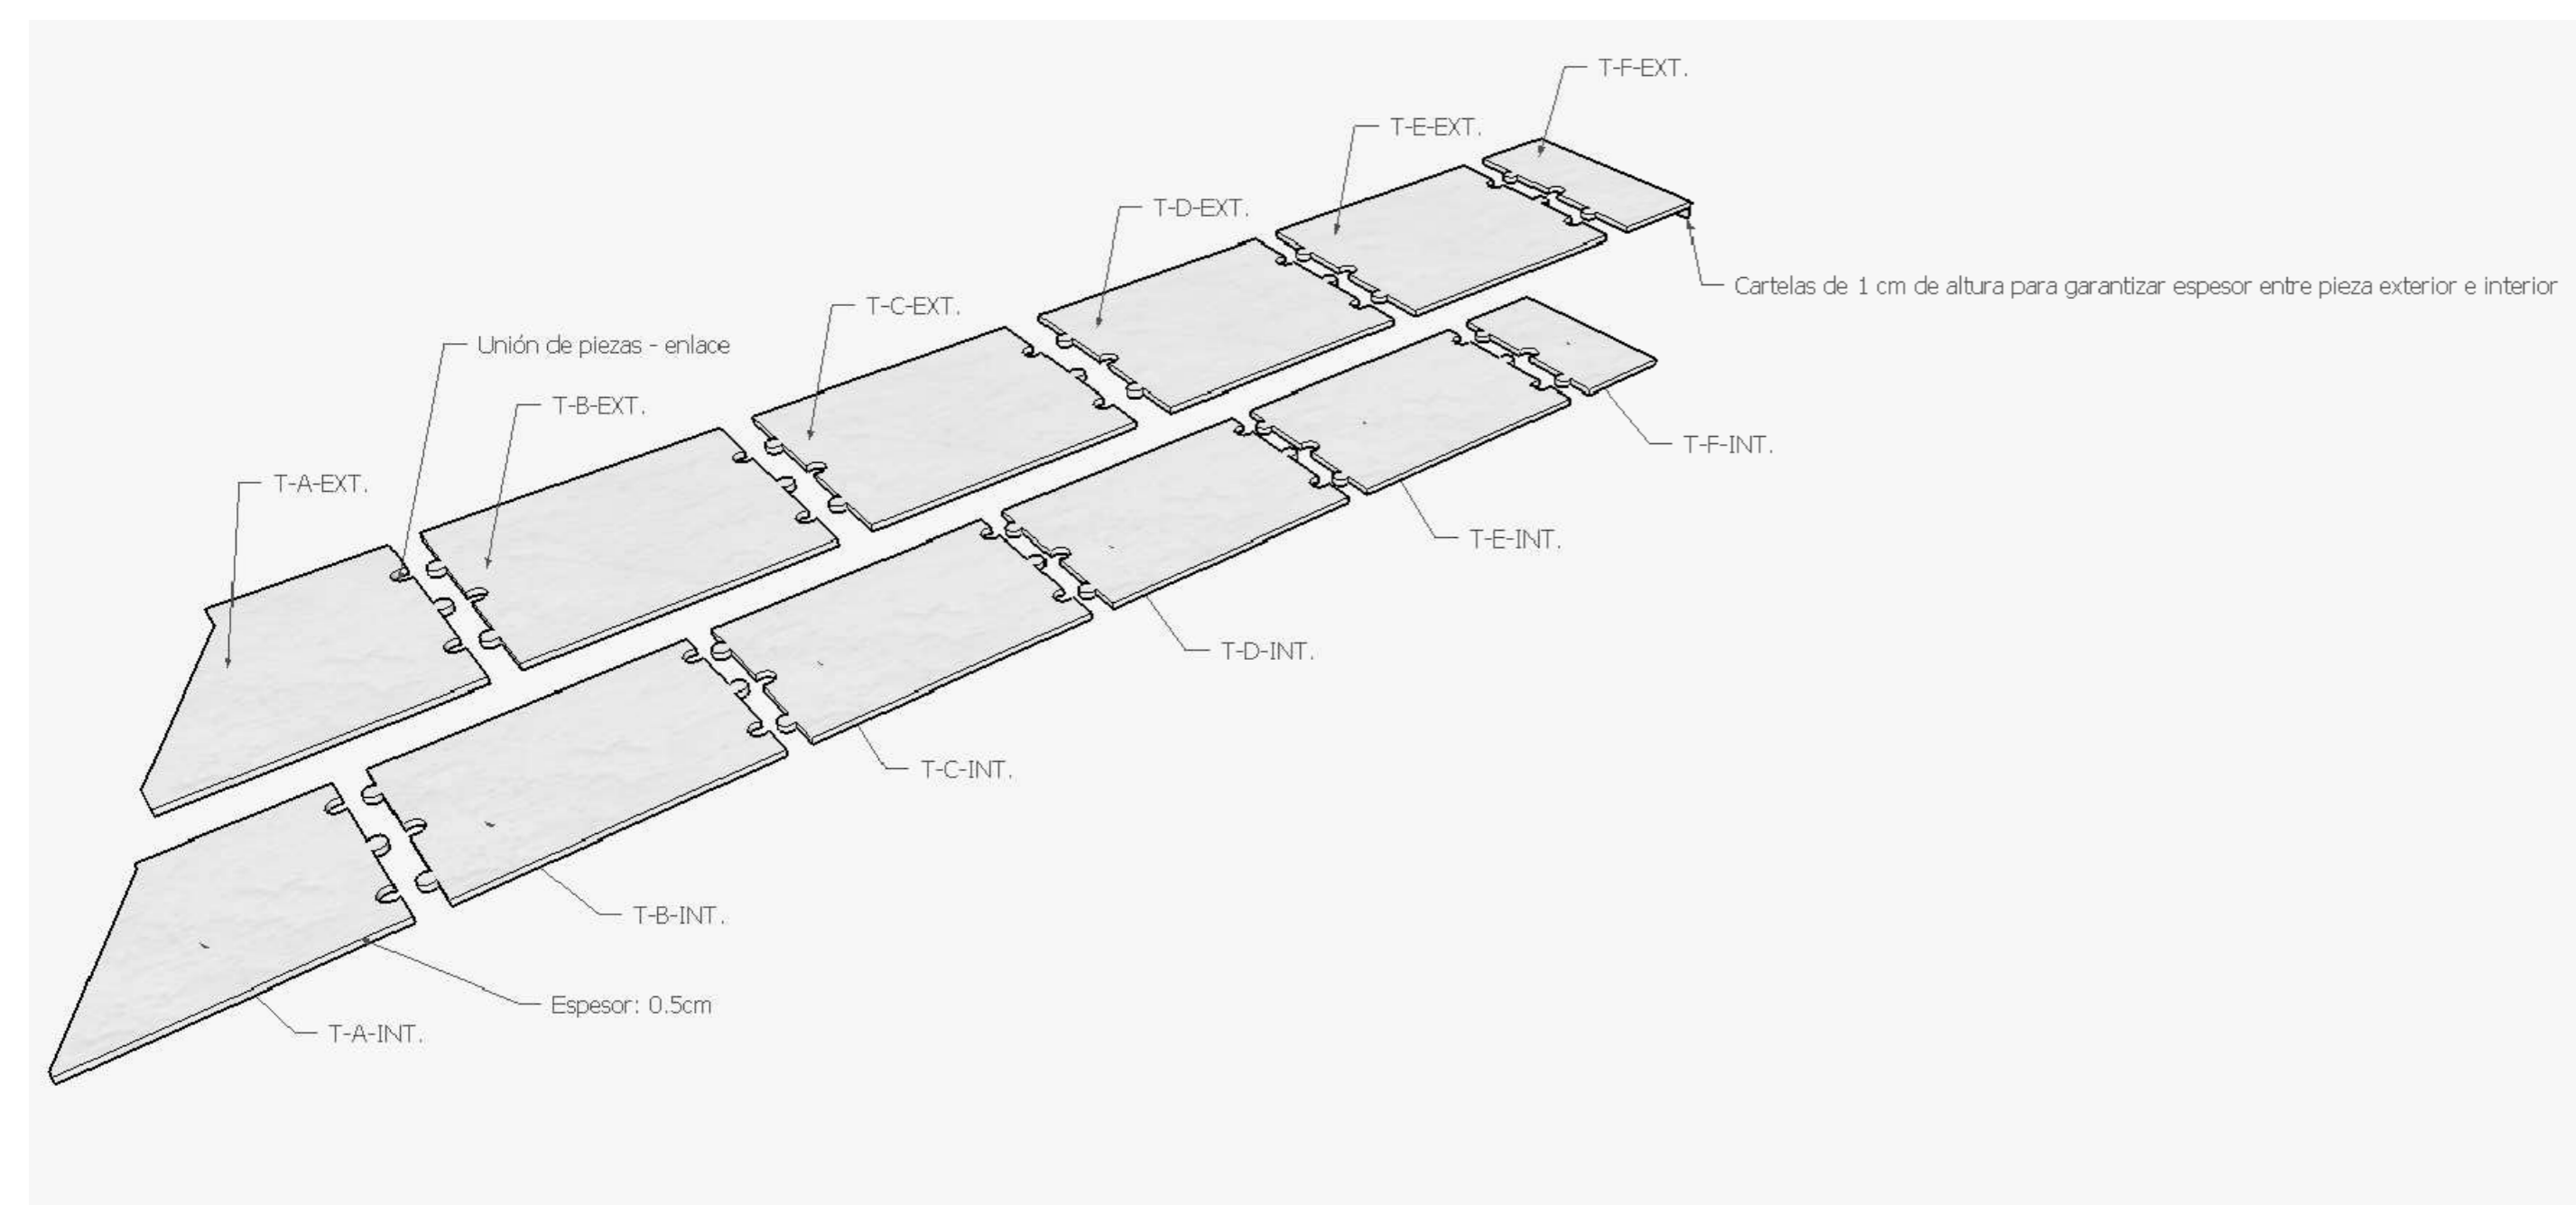 T-F-EXT.
T-E-EXT.
T-D-EXT.
Cartelas de 1 cm de altura para garantizar espesor entre pieza exterior e interior
T-C-EXT.
Unión de piezas - enlace
T-B-EXT.
T-F-INT.
T-A-EXT.
T-E-INT.
T-D-INT.
T-C-INT.
T-B-INT.
Espesor: 0.5cm
T-A-INT.